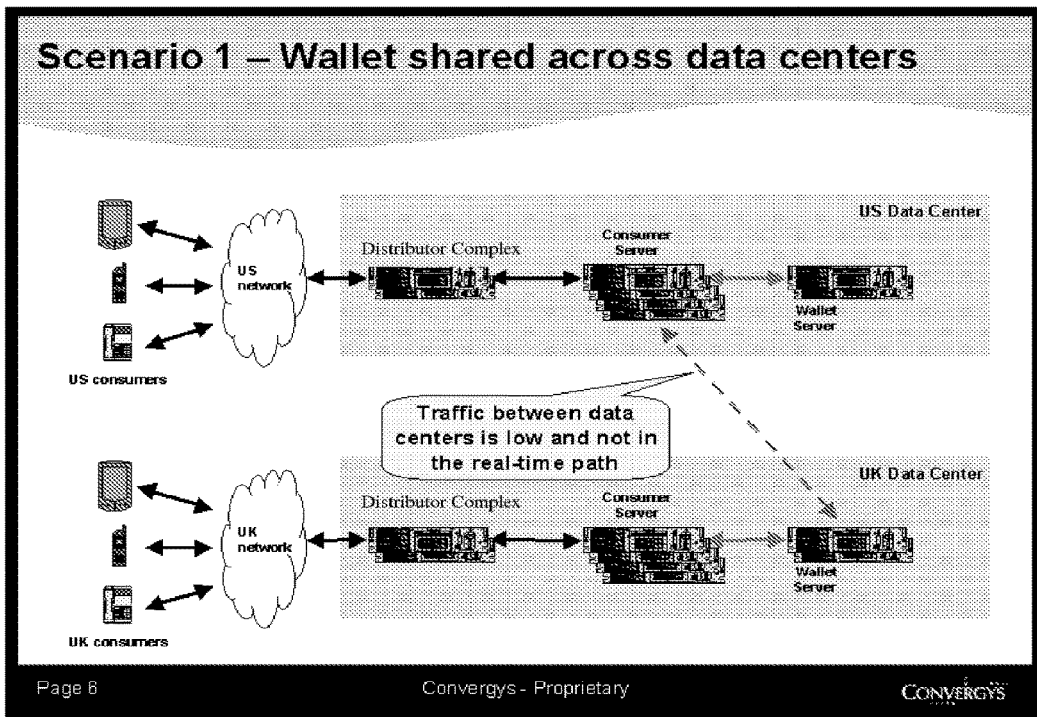 Scenario 1 – Wallet shared across data centers
US Data Center
Distributor Complex
Consumer
Server
US
network
Wallet
Server
US consumers
Traffic between data
centers is low and not in
the real-time path
UK Data Center
Distributor Complex
Consumer
Server
UK
network
Wallet
Server
UK consumers
Page 6
Convergys - Proprietary
CONVERGYS